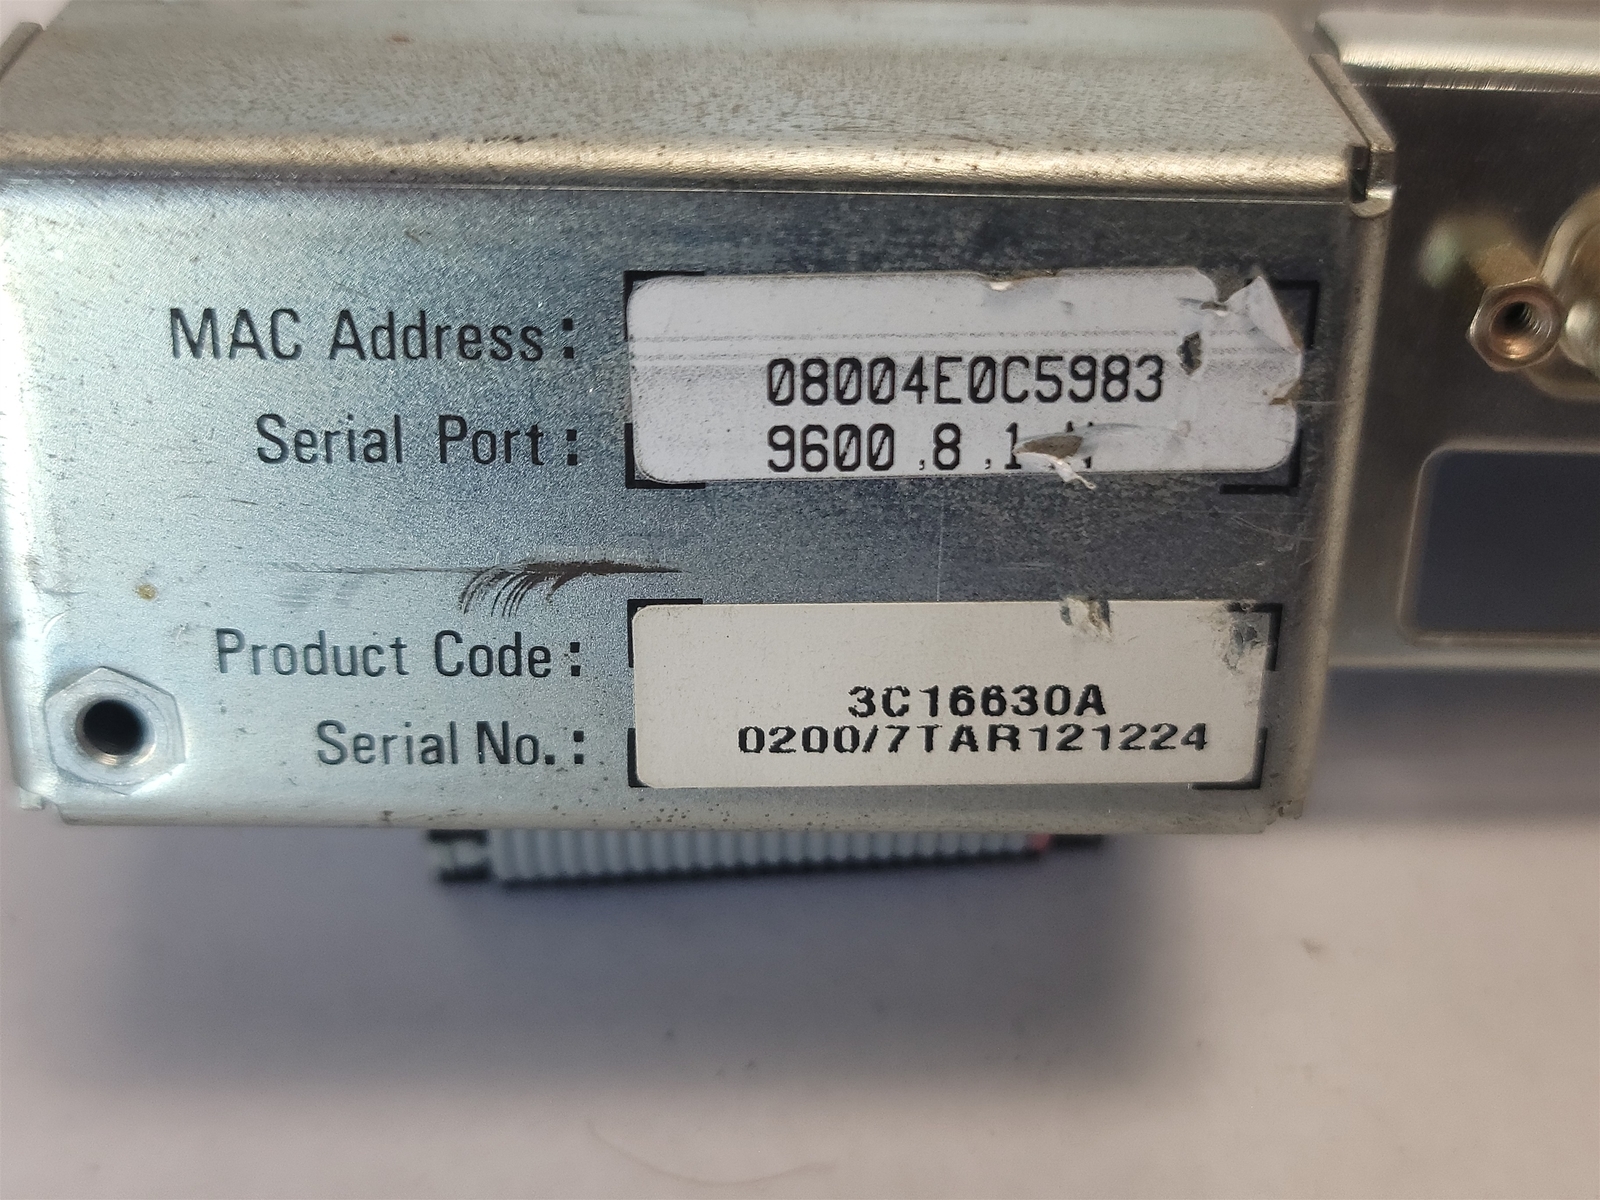 MAC Address: 08004E0C5983
Serial Port: 9600 ,8 ,1
Product Code: 3C16630A
Serial No.: 0200/7TAR121224